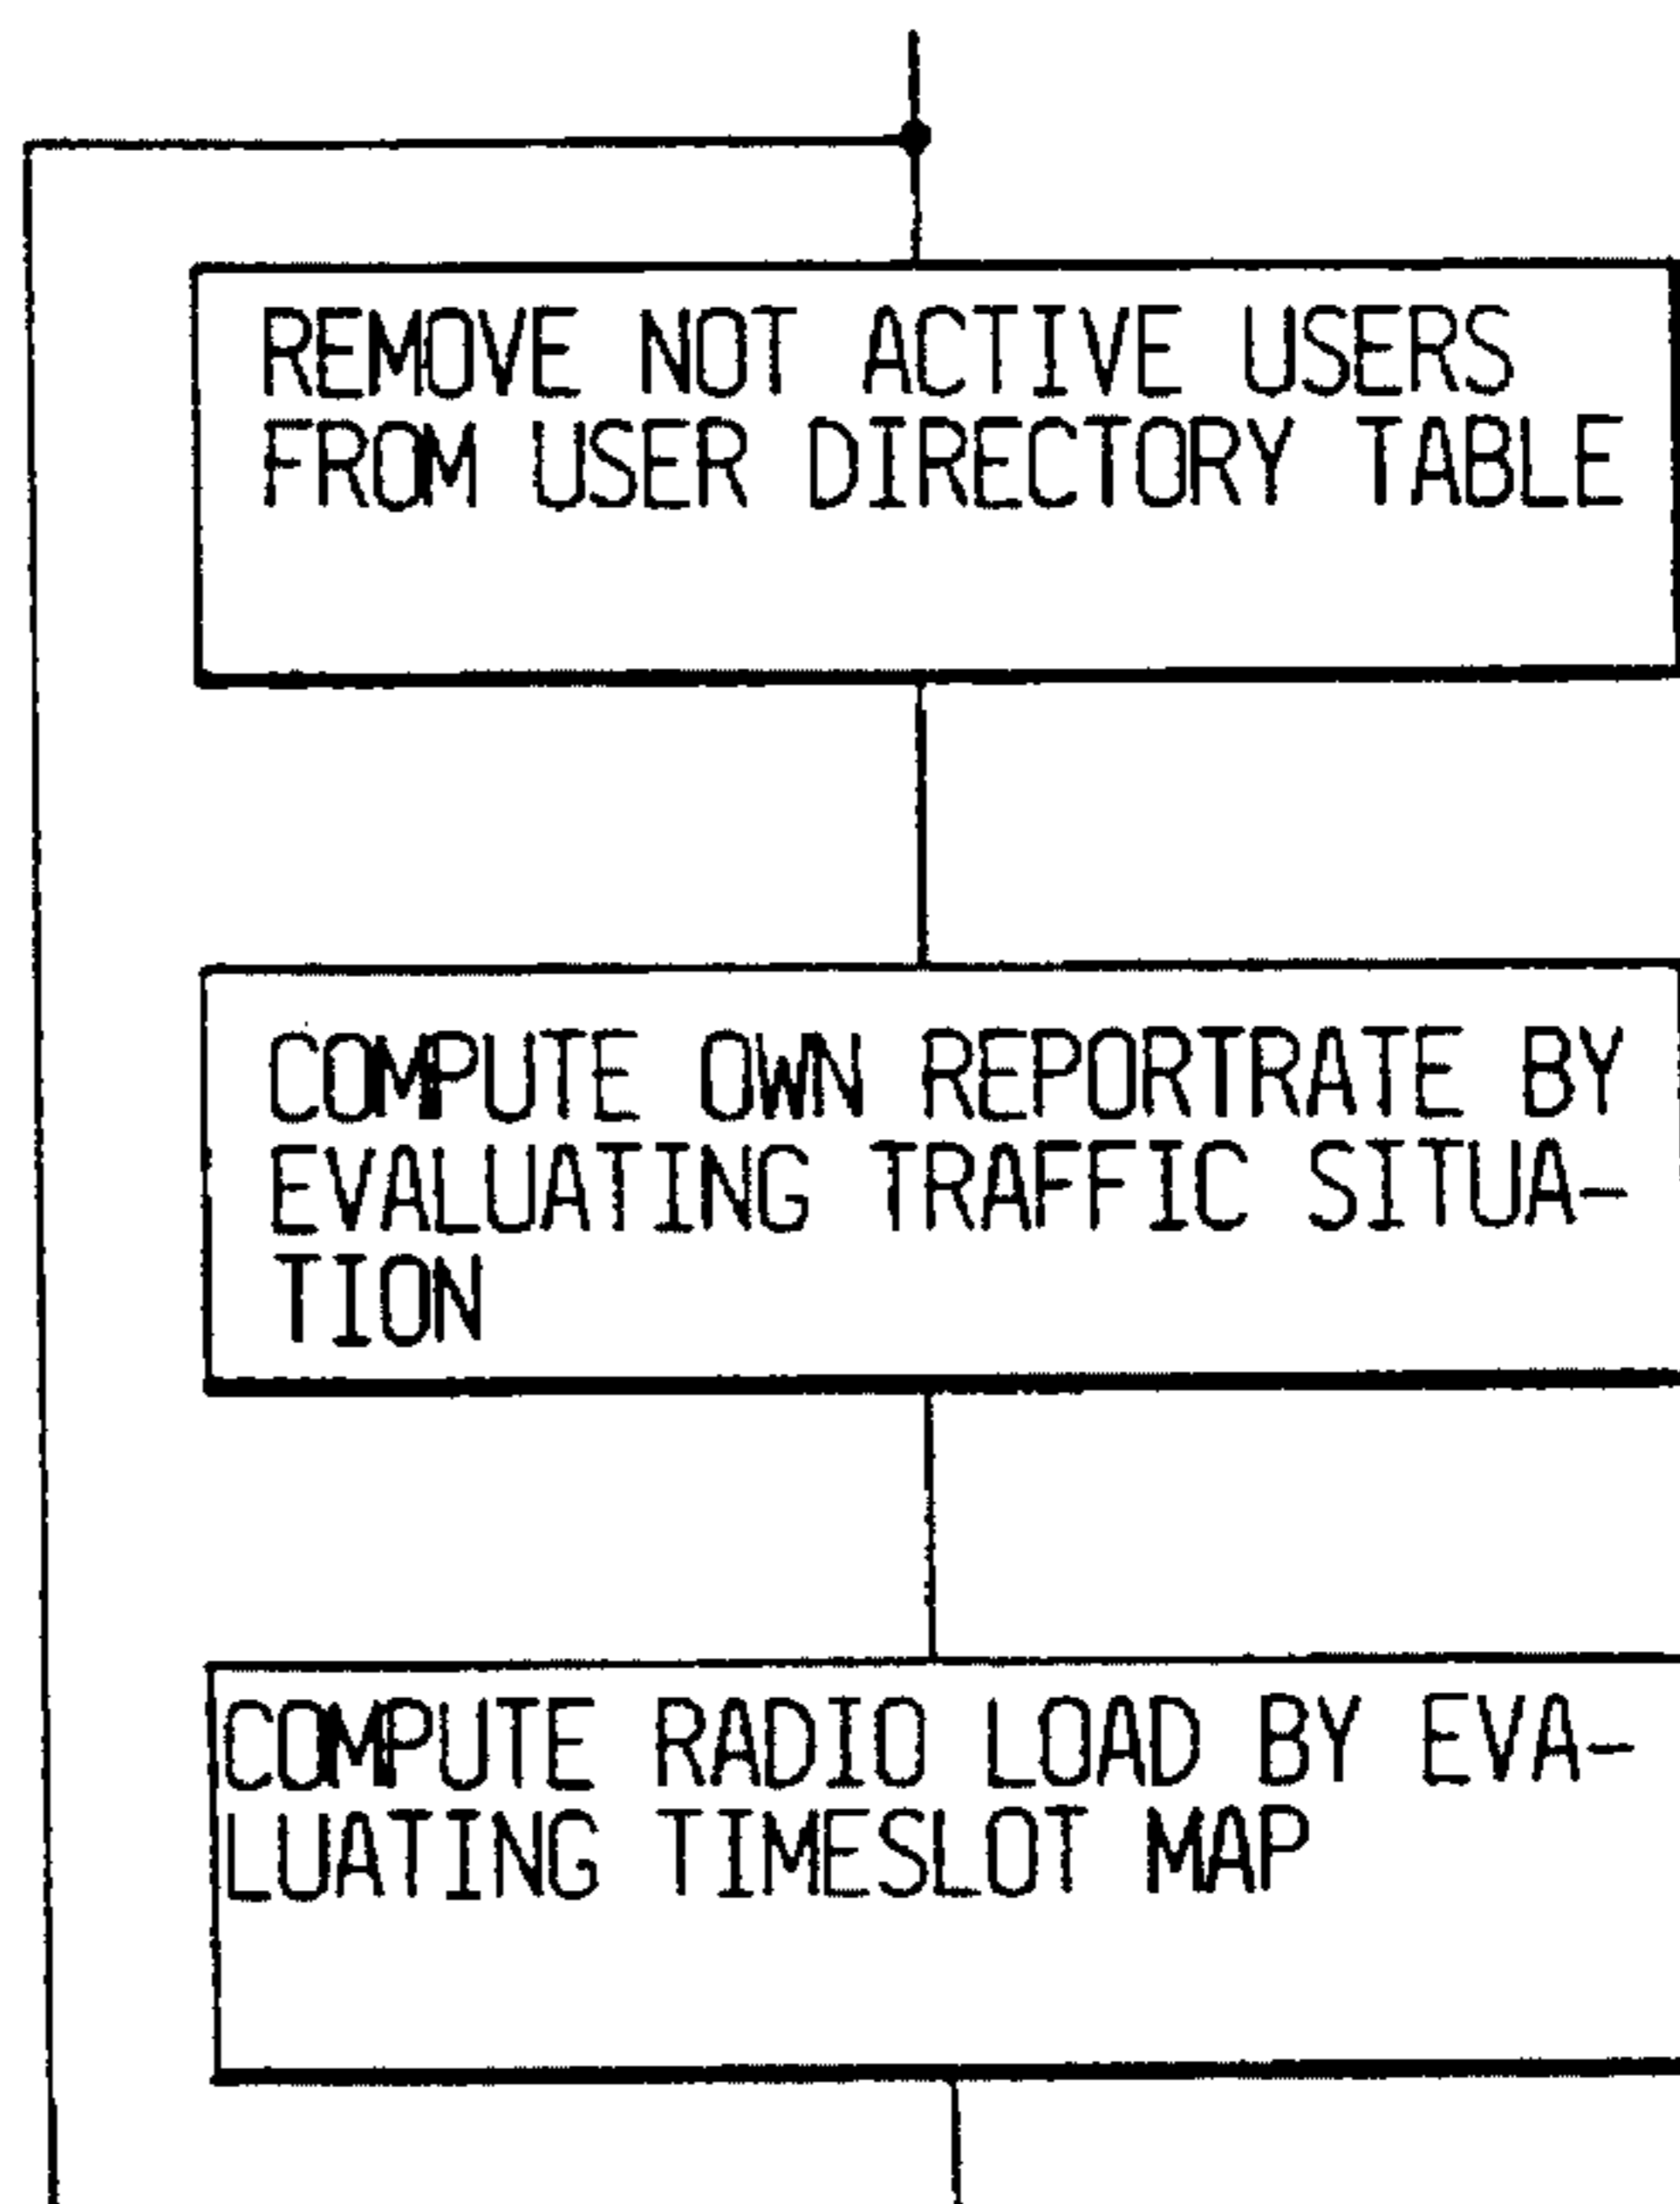 REMOVE NOT ACTIVE USERS
FROM USER DIRECTORY TABLE
COMPUTE OWN REPORTRATE BY
EVALUATING TRAFFIC SITUA-
TION
COMPUTE RADIO LOAD BY EVA-
LUATING TIMESLOT MAP